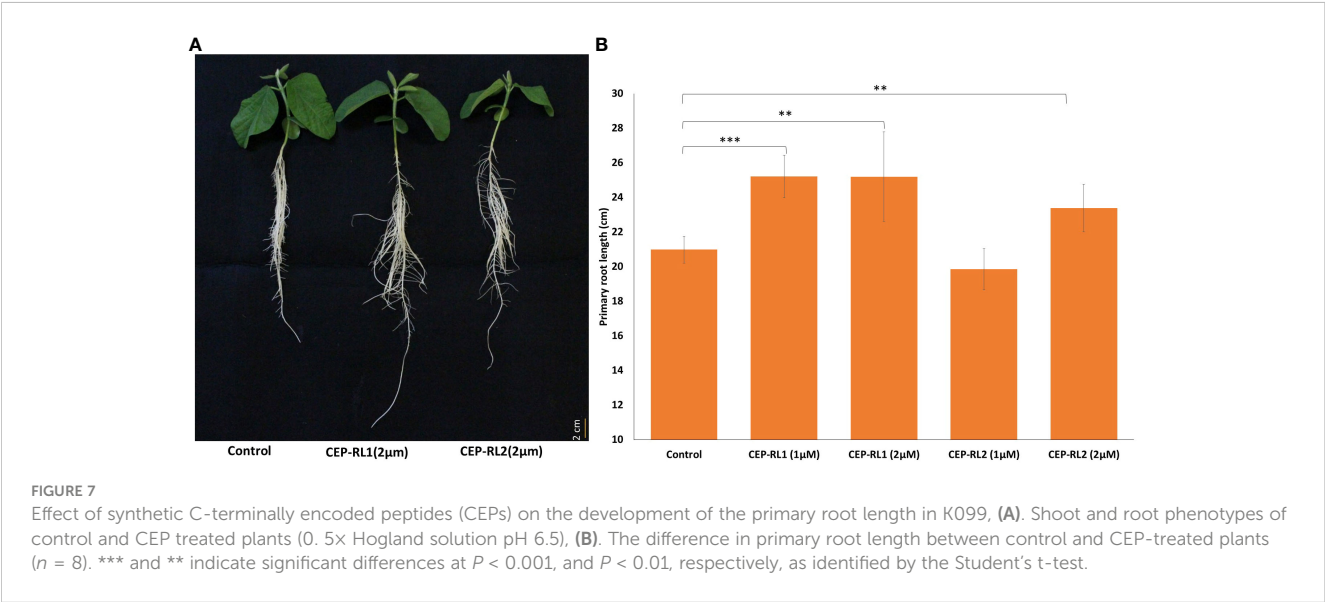 A
B
2 cm
Control
CEP-RL1(2µm)
CEP-RL2(2µm)
Primary root length (cm)
30
28
26
24
22
20
18
16
14
12
10
**
**
***
Control
CEP-RL1 (1µM)
CEP-RL1 (2µM)
CEP-RL2 (1µM)
CEP-RL2 (2µM)
FIGURE 7
Effect of synthetic C-terminally encoded peptides (CEPs) on the development of the primary root length in K099, (A). Shoot and root phenotypes of
control and CEP treated plants (0. 5× Hogland solution pH 6.5), (B). The difference in primary root length between control and CEP-treated plants
(n = 8). *** and ** indicate significant differences at P < 0.001, and P < 0.01, respectively, as identified by the Student’s t-test.